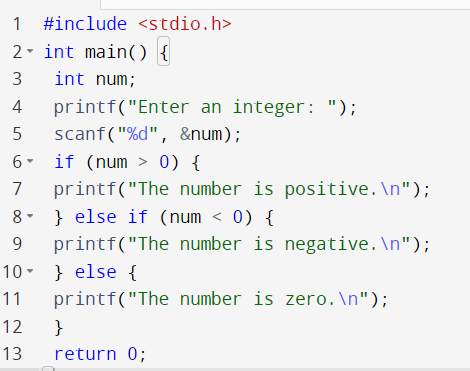 1 #include <stdio.h>
2 int main() {
3 int num;
4 printf("Enter an integer: ");
5 scanf("%d", &num);
6 if (num > 0) {
7 printf("The number is positive.\n");
8 } else if (num < 0) {
9 printf("The number is negative.\n");
10 } else {
11 printf("The number is zero.\n");
12 }
13 return 0;